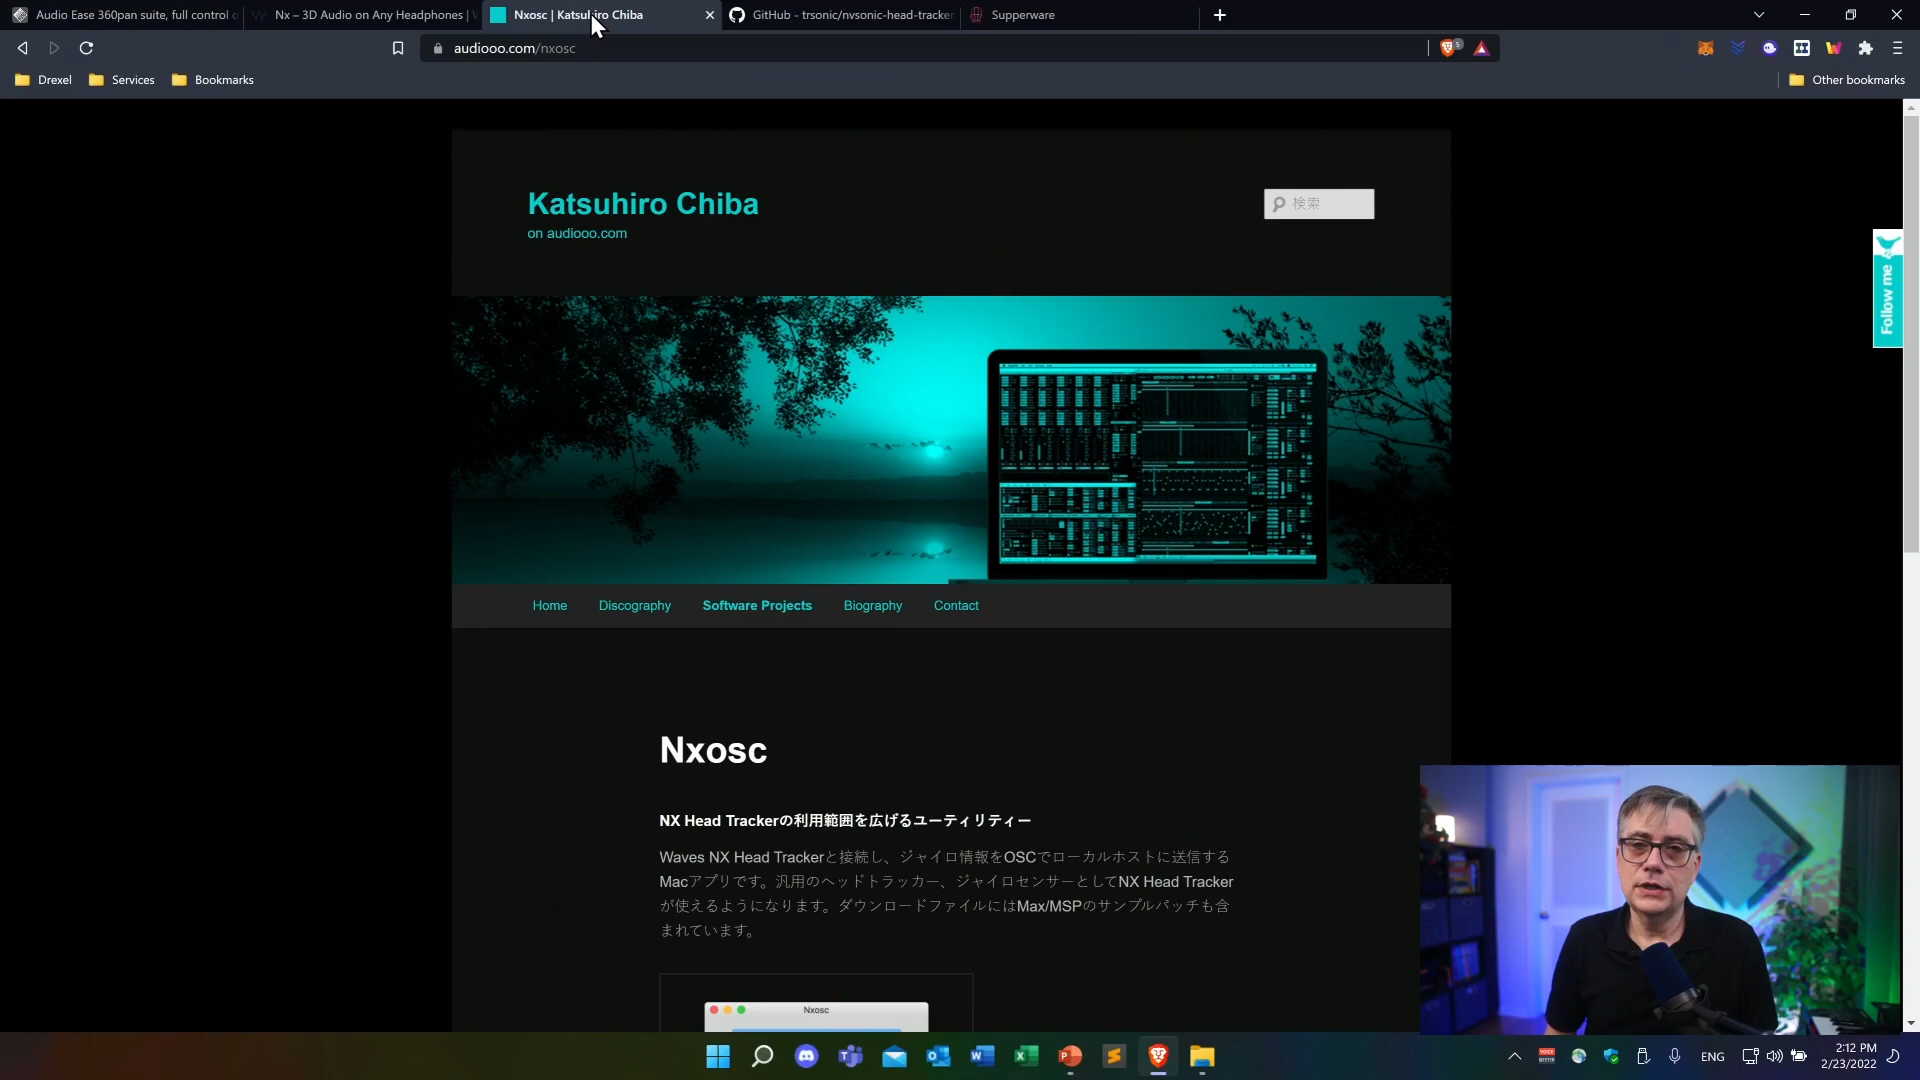 Audio Ease 360pan suite, full control o
Nx – 3D Audio on Any Headphones |
Nxosc | Katsuhiro Chiba
GitHub - trsonic/nvsonic-head-tracker
Supperware
audiooo.com/nxosc
5
Drexel
Services
Bookmarks
Other bookmarks
Katsuhiro Chiba
on audiooo.com
検索
Follow me
Home
Discography
Software Projects
Biography
Contact
Nxosc
NX Head Trackerの利用範囲を広げるユーティリティー
Waves NX Head Trackerと接続し、ジャイロ情報をOSCでローカルホストに送信する
Macアプリです。汎用のヘッドトラッカー、ジャイロセンサーとしてNX Head Tracker
が使えるようになります。ダウンロードファイルにはMax/MSPのサンプルパッチも含
まれています。
Nxosc
ENG
2:12 PM
2/23/2022